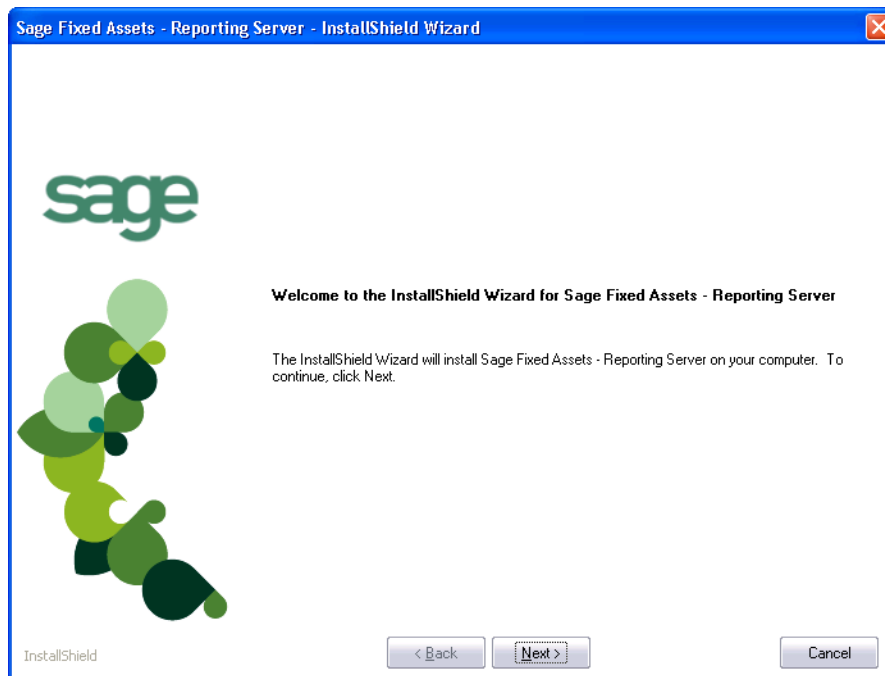 Sage Fixed Assets - Reporting Server - InstallShield Wizard
sage
Welcome to the InstallShield Wizard for Sage Fixed Assets - Reporting Server
The InstallShield Wizard will install Sage Fixed Assets - Reporting Server on your computer. To
continue, click Next.
InstallShield
< Back
Next >
Cancel